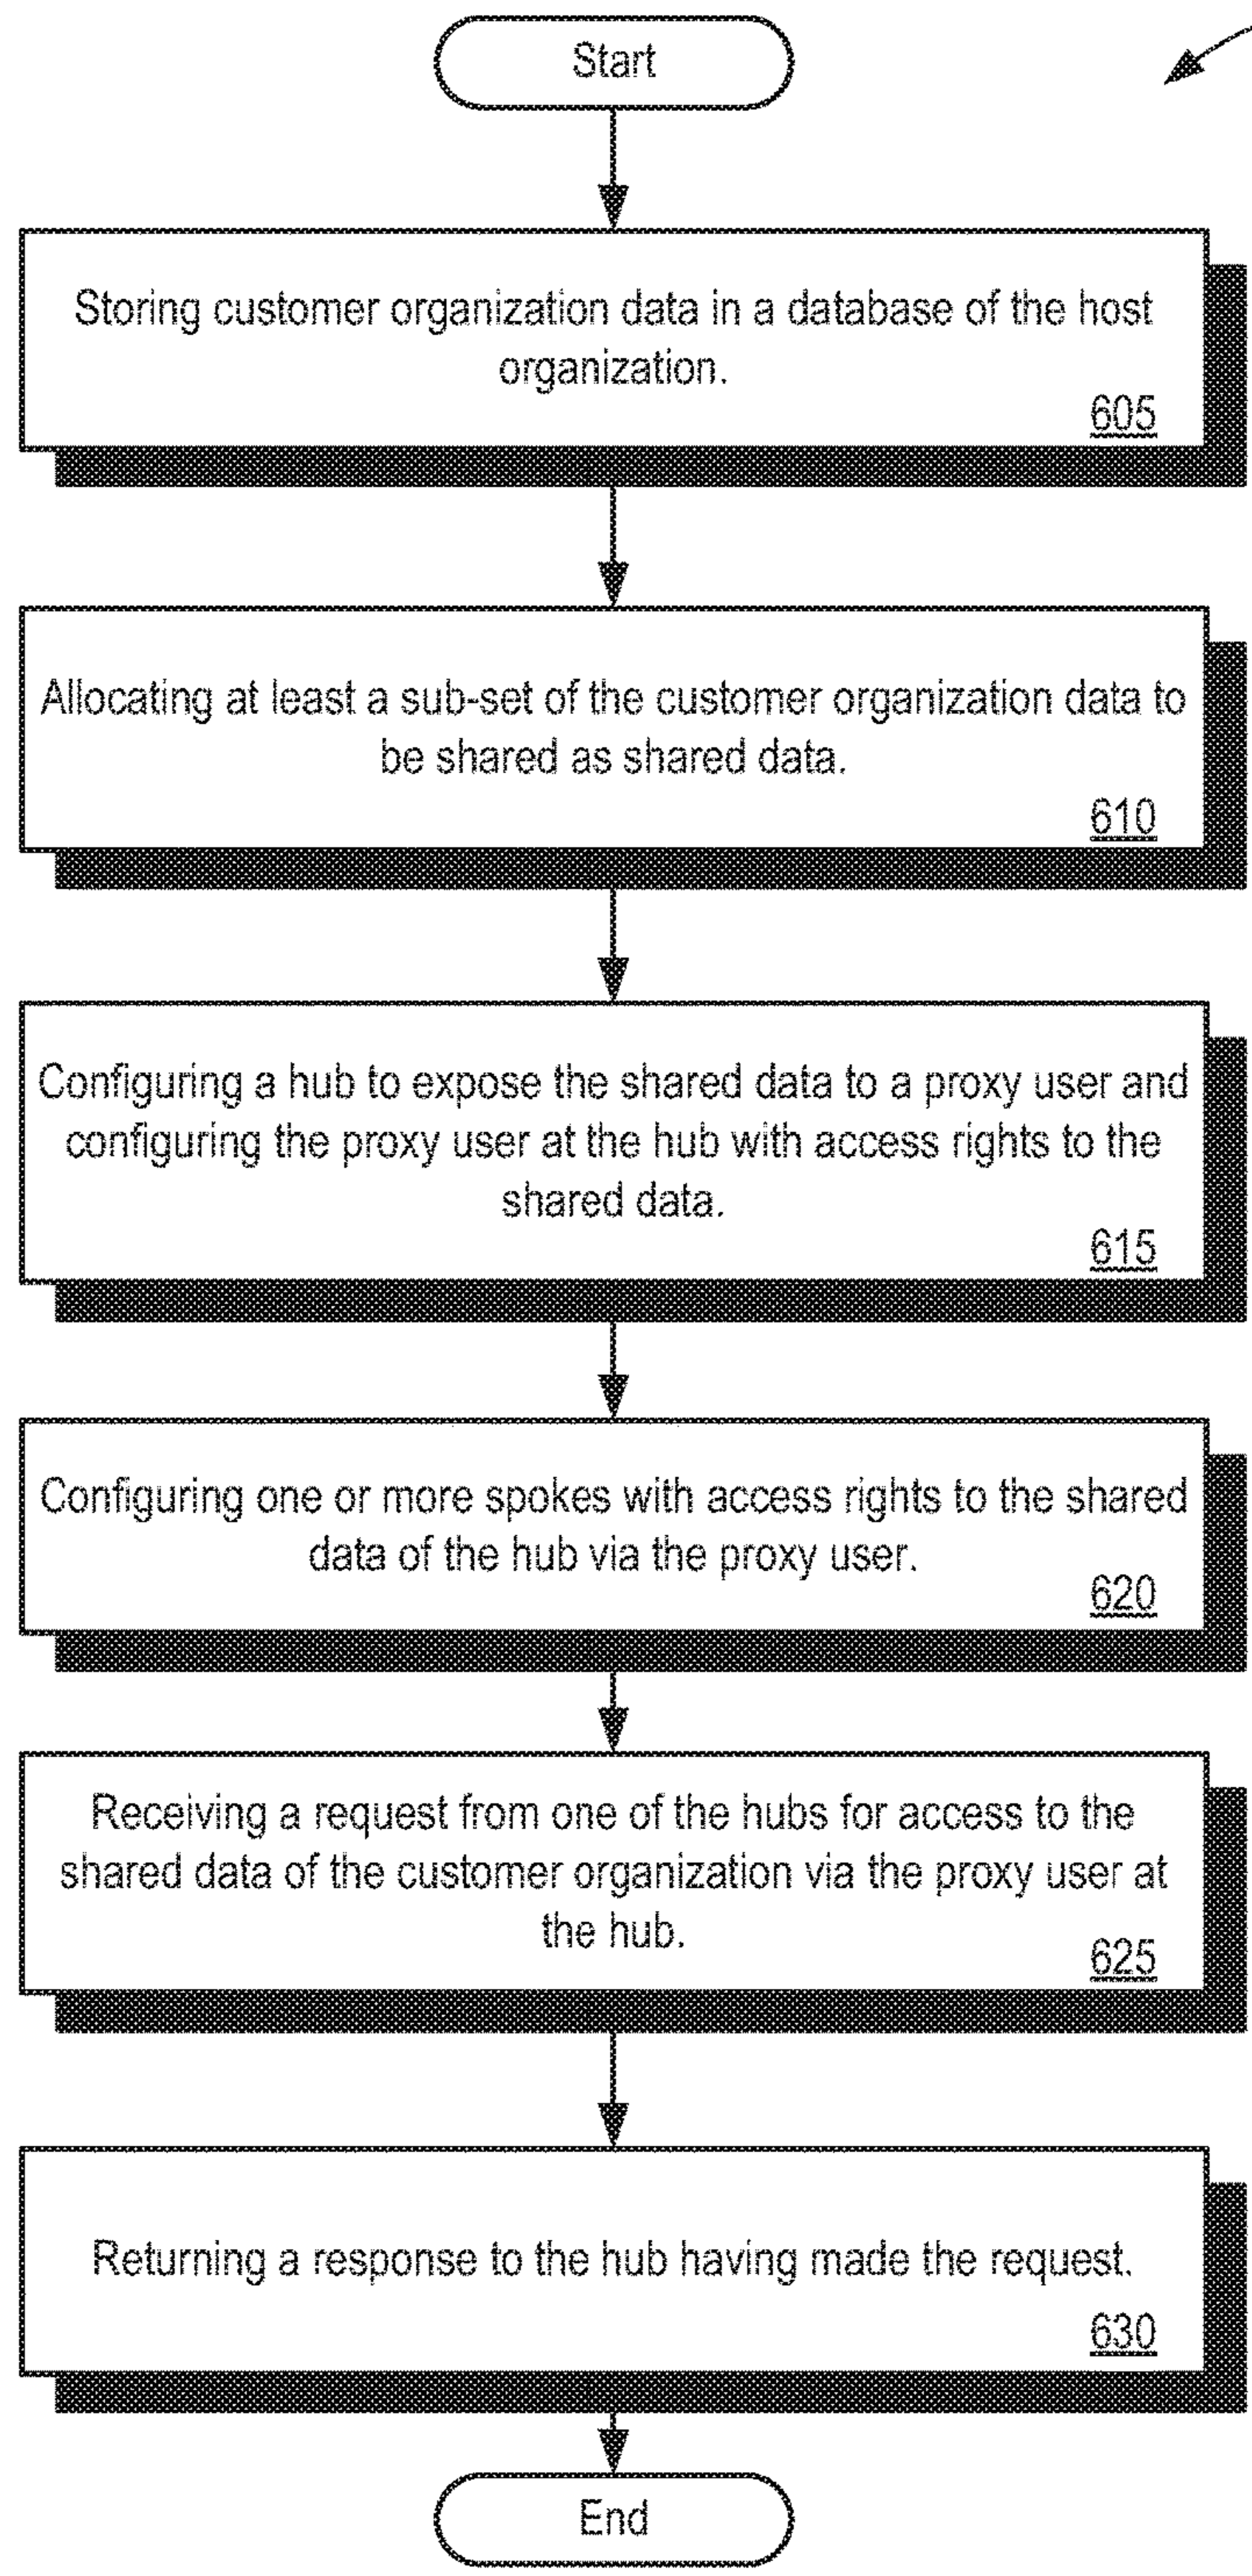 Start
Storing customer organization data in a database of the host
organization.
605
Allocating at least a sub-set of the customer organization data to
be shared as shared data.
610
Configuring a hub to expose the shared data to a proxy user and
configuring the proxy user at the hub with access rights to the
shared data.
615
Configuring one or more spokes with access rights to the shared
data of the hub via the proxy user.
620
Receiving a request from one of the hubs for access to the
shared data of the customer organization via the proxy user at
the hub.
625
Returning a response to the hub having made the request.
630
End